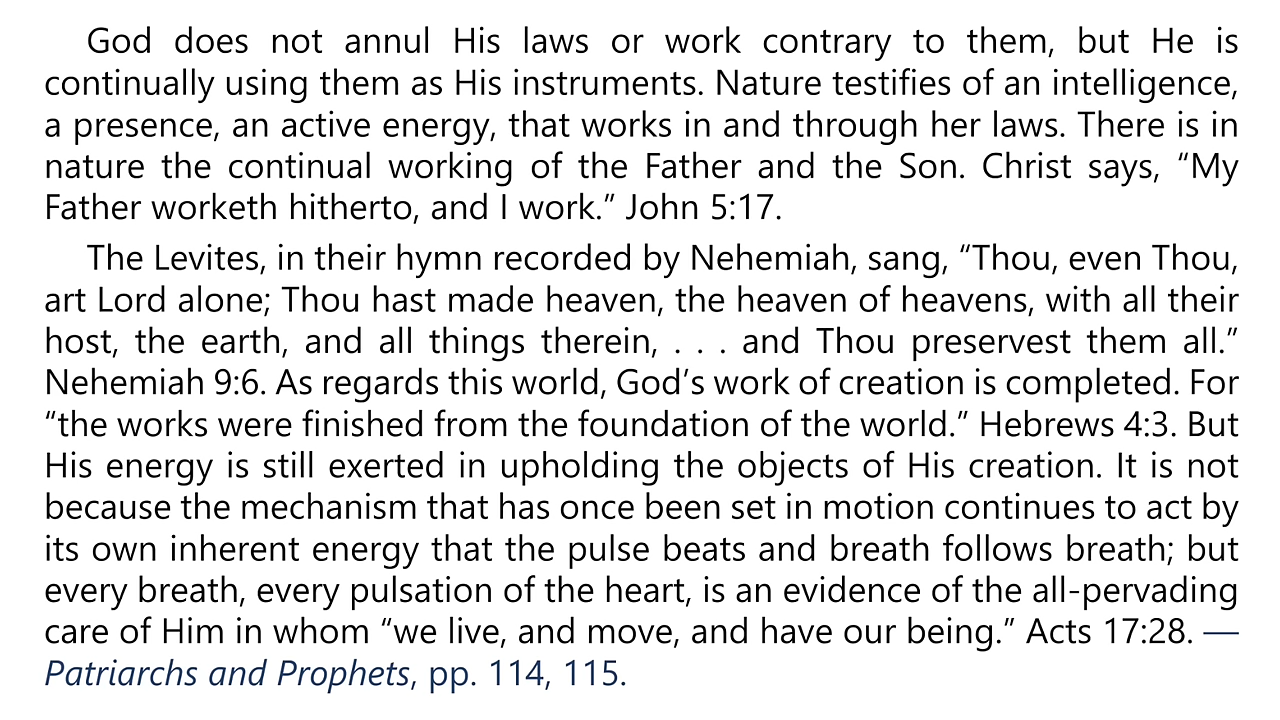 God does not annul His laws or work contrary to them, but He is
continually using them as His instruments. Nature testifies of an intelligence,
a presence, an active energy, that works in and through her laws. There is in
nature the continual working of the Father and the Son. Christ says, “My
Father worketh hitherto, and I work.” John 5:17.
The Levites, in their hymn recorded by Nehemiah, sang, “Thou, even Thou,
art Lord alone; Thou hast made heaven, the heaven of heavens, with all their
host, the earth, and all things therein, . . . and Thou preservest them all.”
Nehemiah 9:6. As regards this world, God’s work of creation is completed. For
“the works were finished from the foundation of the world.” Hebrews 4:3. But
His energy is still exerted in upholding the objects of His creation. It is not
because the mechanism that has once been set in motion continues to act by
its own inherent energy that the pulse beats and breath follows breath; but
every breath, every pulsation of the heart, is an evidence of the all-pervading
care of Him in whom “we live, and move, and have our being.” Acts 17:28. —
Patriarchs and Prophets, pp. 114, 115.